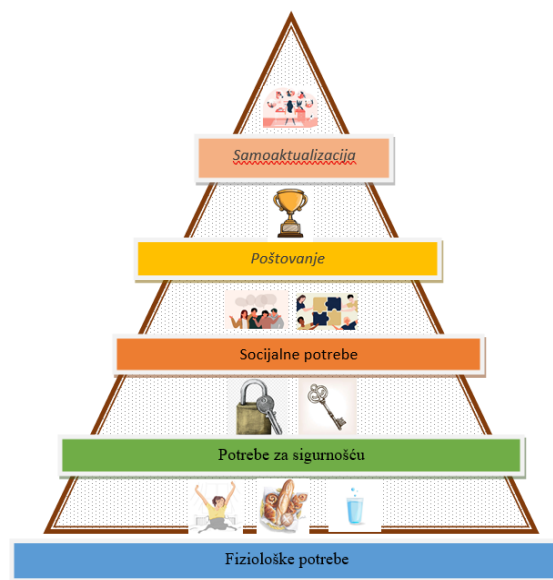 Samoaktualizacija
Poštovanje
Socijalne potrebe
Potrebe za sigurnošću
Fiziološke potrebe